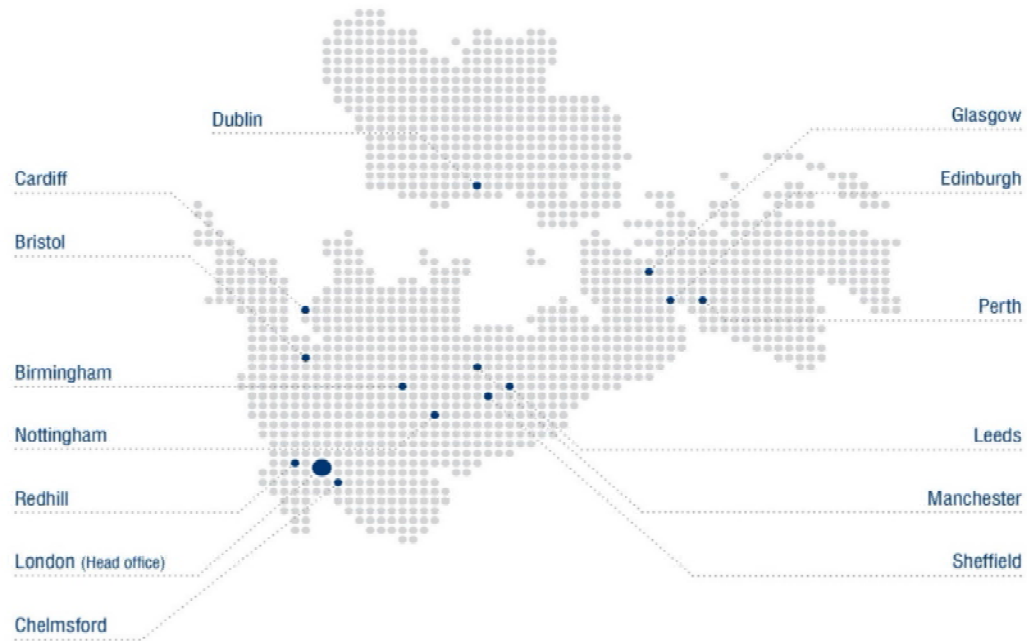 Dublin
Cardiff
Bristol
Birmingham
Nottingham
Redhill
London (Head office)
Chelmsford
Glasgow
Edinburgh
Perth
Leeds
Manchester
Sheffield